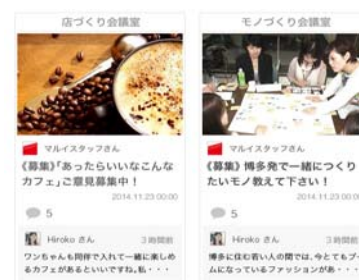 店づくり会議室
マルイスタッフさん
《募集》「あったらいいなこんな
カフェ」ご意見募集中！
2014.11.23 00:00
5
Hiroko さん 3時間前
ワンちゃんも同伴で入れて一緒に楽しめ
るカフェがあるといいですね。私・・・
モノづくり会議室
マルイスタッフさん
《募集》博多発で一緒につくり
たいモノ教えて下さい！
2014.11.23 00:00
5
Hiroko さん 3時間前
博多に住む若い人の間では、今とてもブー
ムになっているファッションがあ・・・